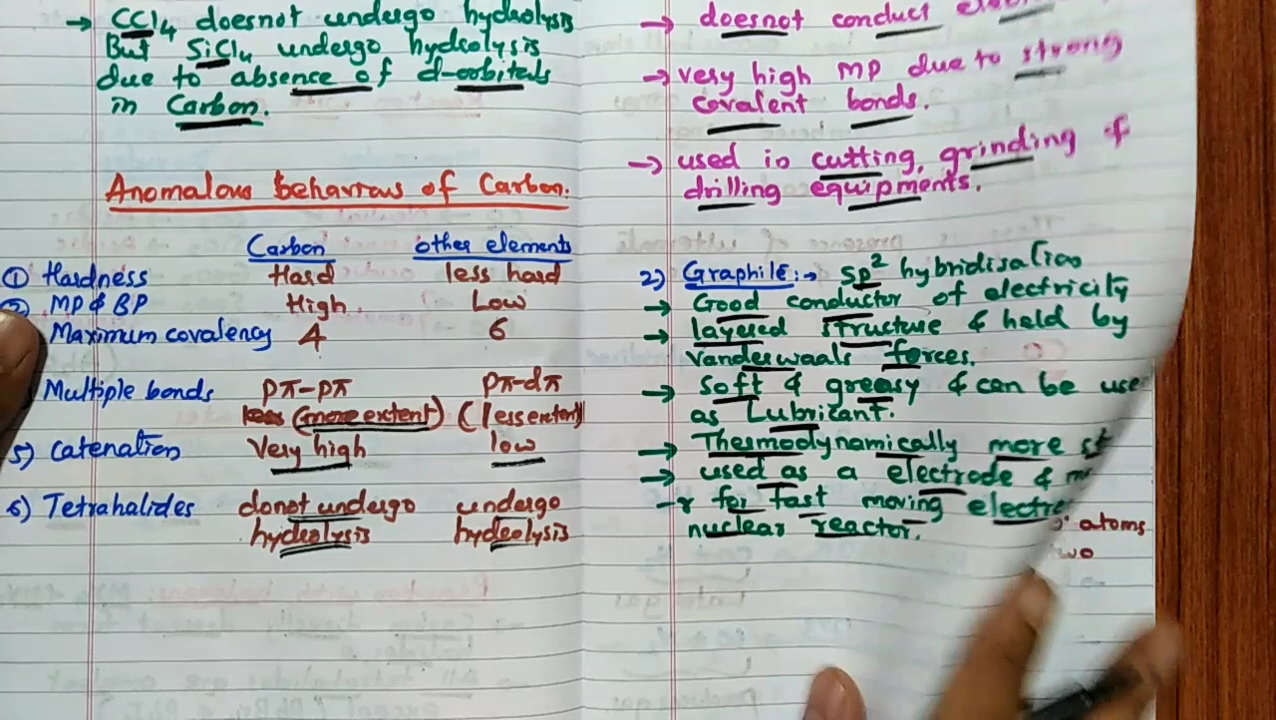 → CCl4 doesnot undergo hydrolysis
But SiCl4 undergo hydrolysis
due to absence of d-orbitals
in Carbon.
Anomalous behaviour of Carbon.
Carbon other elements
① Hardness Hard less hard
② MP & BP High Low
Maximum covalency 4 6
Multiple bonds pπ-pπ pπ-dπ
(more extent) (less extent)
5) Catenation Very high low
6) Tetrahalides donot undergo undergo
hydrolysis hydrolysis
→ doesnot conduct
→ very high MP due to strong
covalent bonds.
→ used in cutting, grinding &
drilling equipments.
2) Graphite:→ SP2 hybridisation
→ Good conductor of electricity
→ layered structure & held by
Vanderwaals forces.
→ Soft & greasy & can be use
as Lubricant.
→ Thermodynamically more
→ used as a electrode &
-r for fast moving
nuclear reactor.
atoms